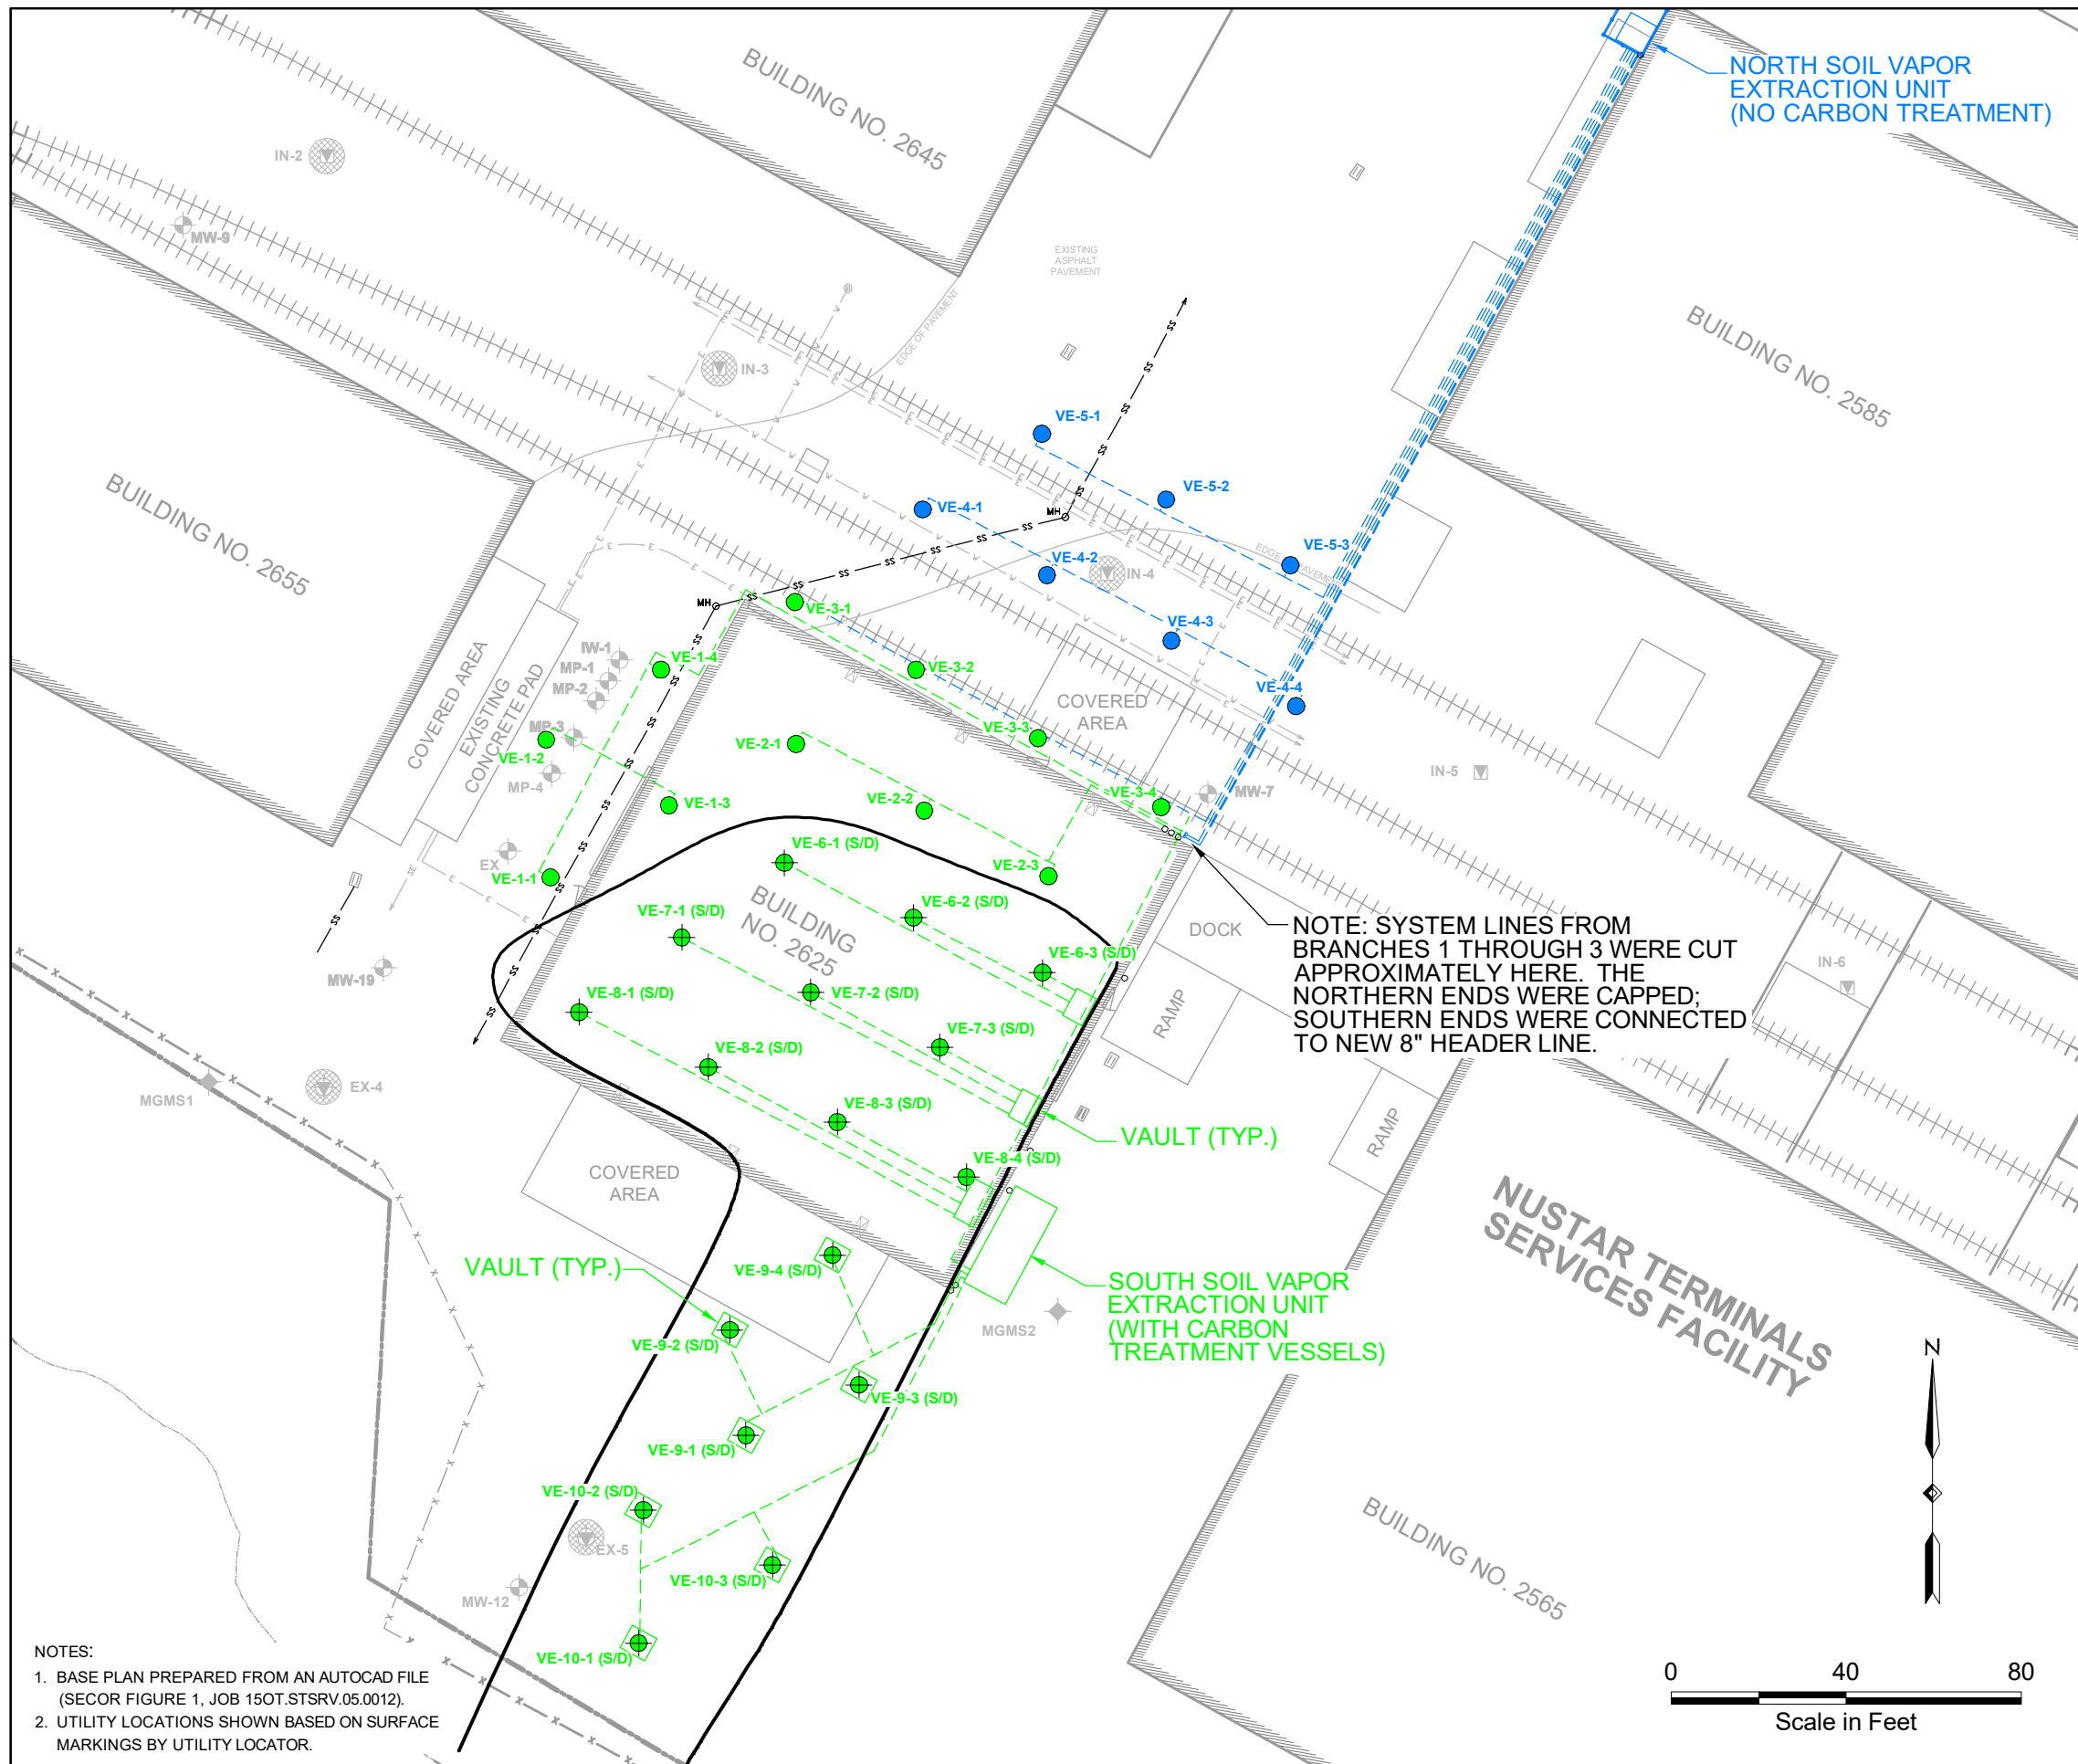 BUILDING NO. 2645
NORTH SOIL VAPOR
EXTRACTION UNIT
(NO CARBON TREATMENT)
IN-2
MW-9
EXISTING
ASPHALT
PAVEMENT
EDGE OF PAVEMENT
IN-3
BUILDING NO. 2585
VE-5-1
VE-5-2
VE-5-3
VE-4-1
VE-4-2
VE-4-3
VE-4-4
MH
IN-4
EDGE
PAVEMENT
BUILDING NO. 2655
MH
VE-3-1
VE-3-2
VE-3-3
VE-3-4
COVERED
AREA
IW-1
MP-1
MP-2
MP-3
MP-4
VE-1-4
VE-1-2
VE-1-3
VE-1-1
COVERED AREA
EXISTING
CONCRETE PAD
EX
VE-2-1
VE-2-2
VE-2-3
MW-7
IN-5
IN-6
VE-6-1 (S/D)
VE-6-2 (S/D)
VE-6-3 (S/D)
BUILDING
NO. 2625
VE-7-1 (S/D)
VE-7-2 (S/D)
VE-7-3 (S/D)
VE-8-1 (S/D)
VE-8-2 (S/D)
VE-8-3 (S/D)
VE-8-4 (S/D)
DOCK
RAMP
RAMP
NOTE: SYSTEM LINES FROM
BRANCHES 1 THROUGH 3 WERE CUT
APPROXIMATELY HERE. THE
NORTHERN ENDS WERE CAPPED;
SOUTHERN ENDS WERE CONNECTED
TO NEW 8" HEADER LINE.
MW-19
MGMS1
EX-4
COVERED
AREA
VAULT (TYP.)
VAULT (TYP.)
NUSTAR TERMINALS
SERVICES FACILITY
SOUTH SOIL VAPOR
EXTRACTION UNIT
(WITH CARBON
TREATMENT VESSELS)
MGMS2
VE-9-4 (S/D)
VE-9-2 (S/D)
VE-9-3 (S/D)
VE-9-1 (S/D)
VE-10-2 (S/D)
EX-5
VE-10-3 (S/D)
MW-12
VE-10-1 (S/D)
BUILDING NO. 2565
N
NOTES:
1. BASE PLAN PREPARED FROM AN AUTOCAD FILE
(SECOR FIGURE 1, JOB 15OT.STSRV.05.0012).
2. UTILITY LOCATIONS SHOWN BASED ON SURFACE
MARKINGS BY UTILITY LOCATOR.
0 40 80
Scale in Feet